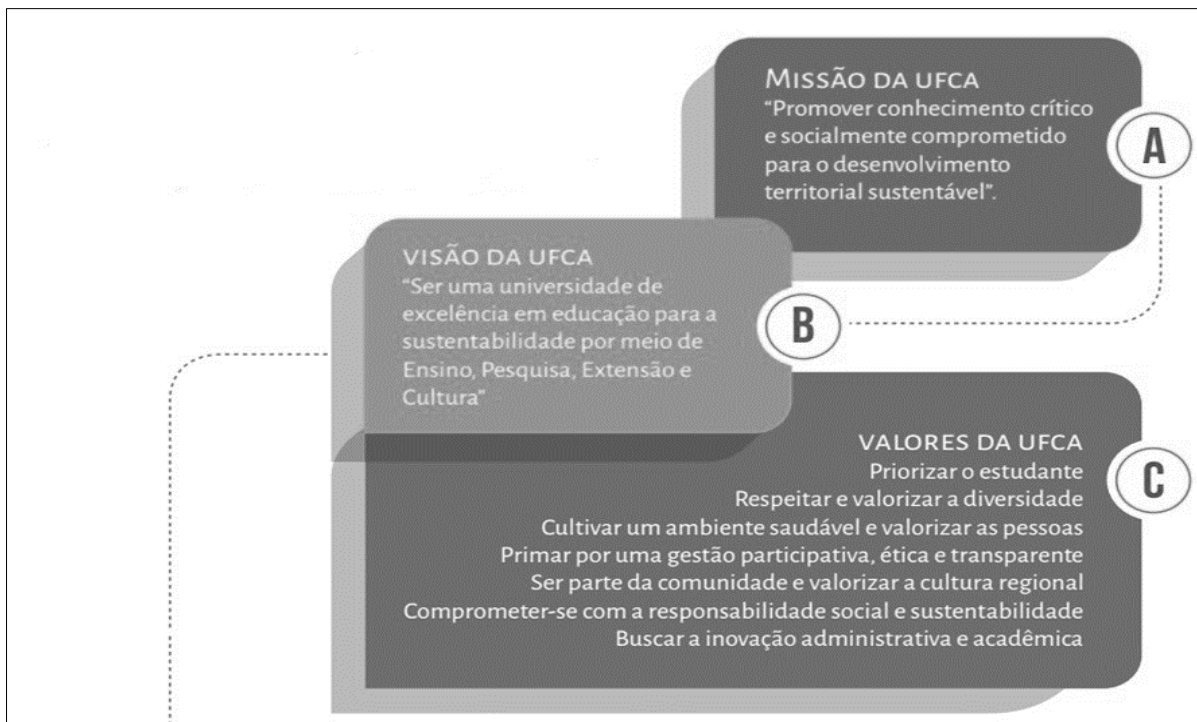 MISSÃO DA UFCA
“Promover conhecimento crítico
e socialmente comprometido
para o desenvolvimento
territorial sustentável”.
A
VISÃO DA UFCA
“Ser uma universidade de
excelência em educação para a
sustentabilidade por meio de
Ensino, Pesquisa, Extensão e
Cultura”
B
VALORES DA UFCA
Priorizar o estudante
Respeitar e valorizar a diversidade
Cultivar um ambiente saudável e valorizar as pessoas
Primar por uma gestão participativa, ética e transparente
Ser parte da comunidade e valorizar a cultura regional
Comprometer-se com a responsabilidade social e sustentabilidade
Buscar a inovação administrativa e acadêmica
C